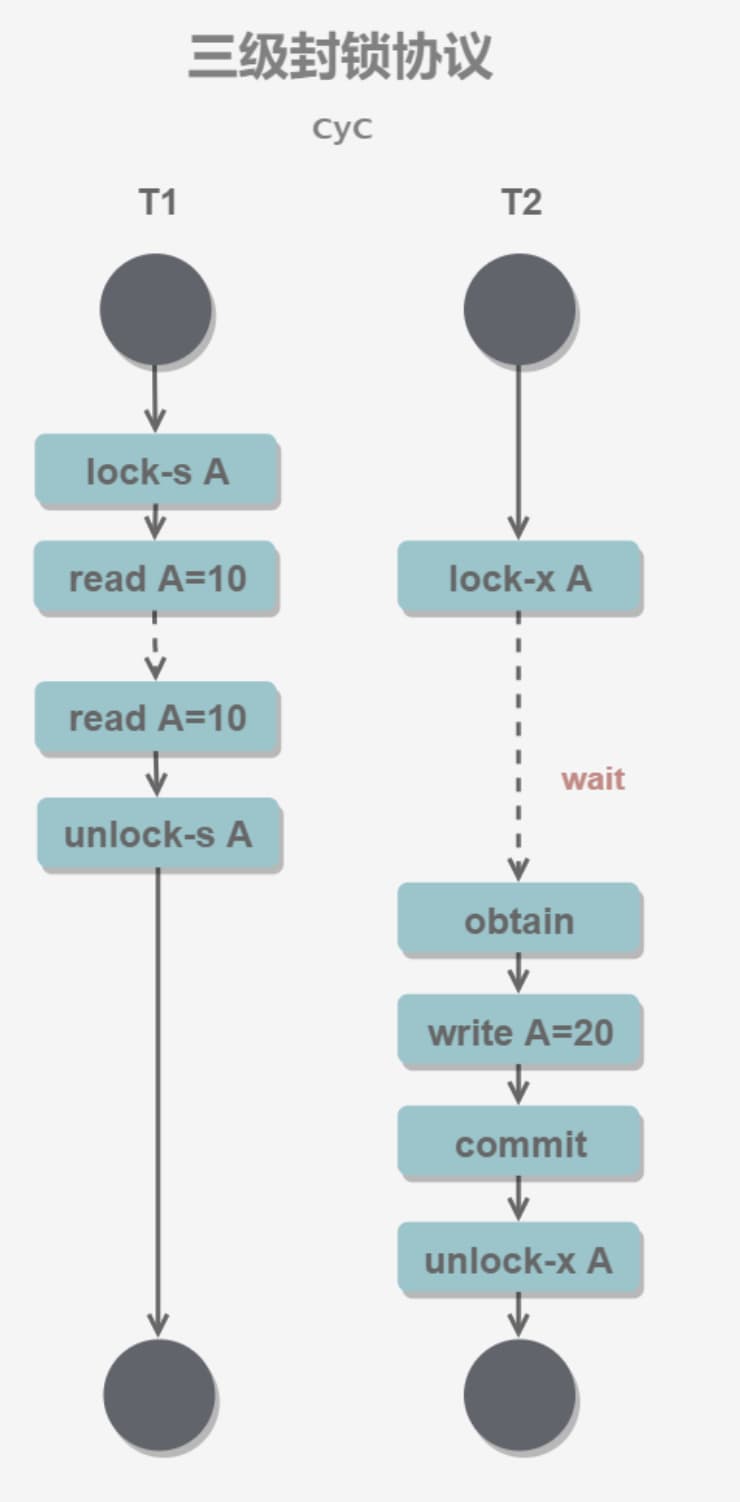 三级封锁协议
CyC
T1
T2
lock-s A
read A=10
lock-x A
read A=10
wait
unlock-s A
obtain
write A=20
commit
unlock-x A